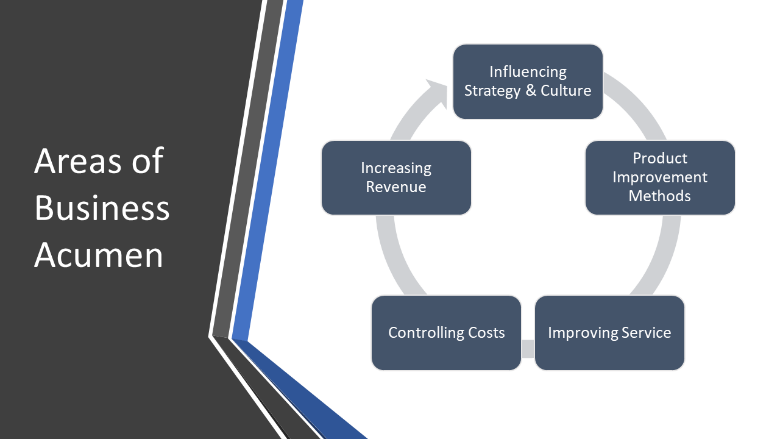 Areas of
Business
Acumen
Influencing
Strategy & Culture
Product
Improvement
Methods
Improving Service
Controlling Costs
Increasing
Revenue